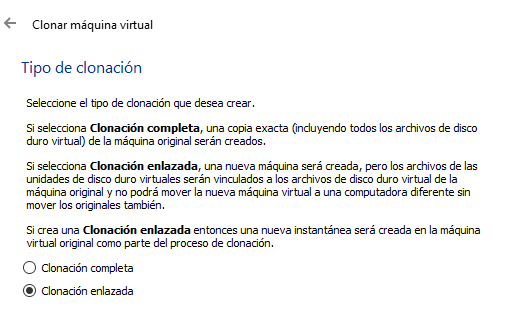 Clonar máquina virtual
Tipo de clonación
Seleccione el tipo de clonación que desea crear.
Si selecciona Clonación completa, una copia exacta (incluyendo todos los archivos de disco
duro virtual) de la máquina original serán creados.
Si selecciona Clonación enlazada, una nueva máquina será creada, pero los archivos de las
unidades de disco duro virtuales serán vinculados a los archivos de disco duro virtual de la
máquina original y no podrá mover la nueva máquina virtual a una computadora diferente sin
mover los originales también.
Si crea una Clonación enlazada entonces una nueva instantánea será creada en la máquina
virtual original como parte del proceso de clonación.
Clonación completa
Clonación enlazada